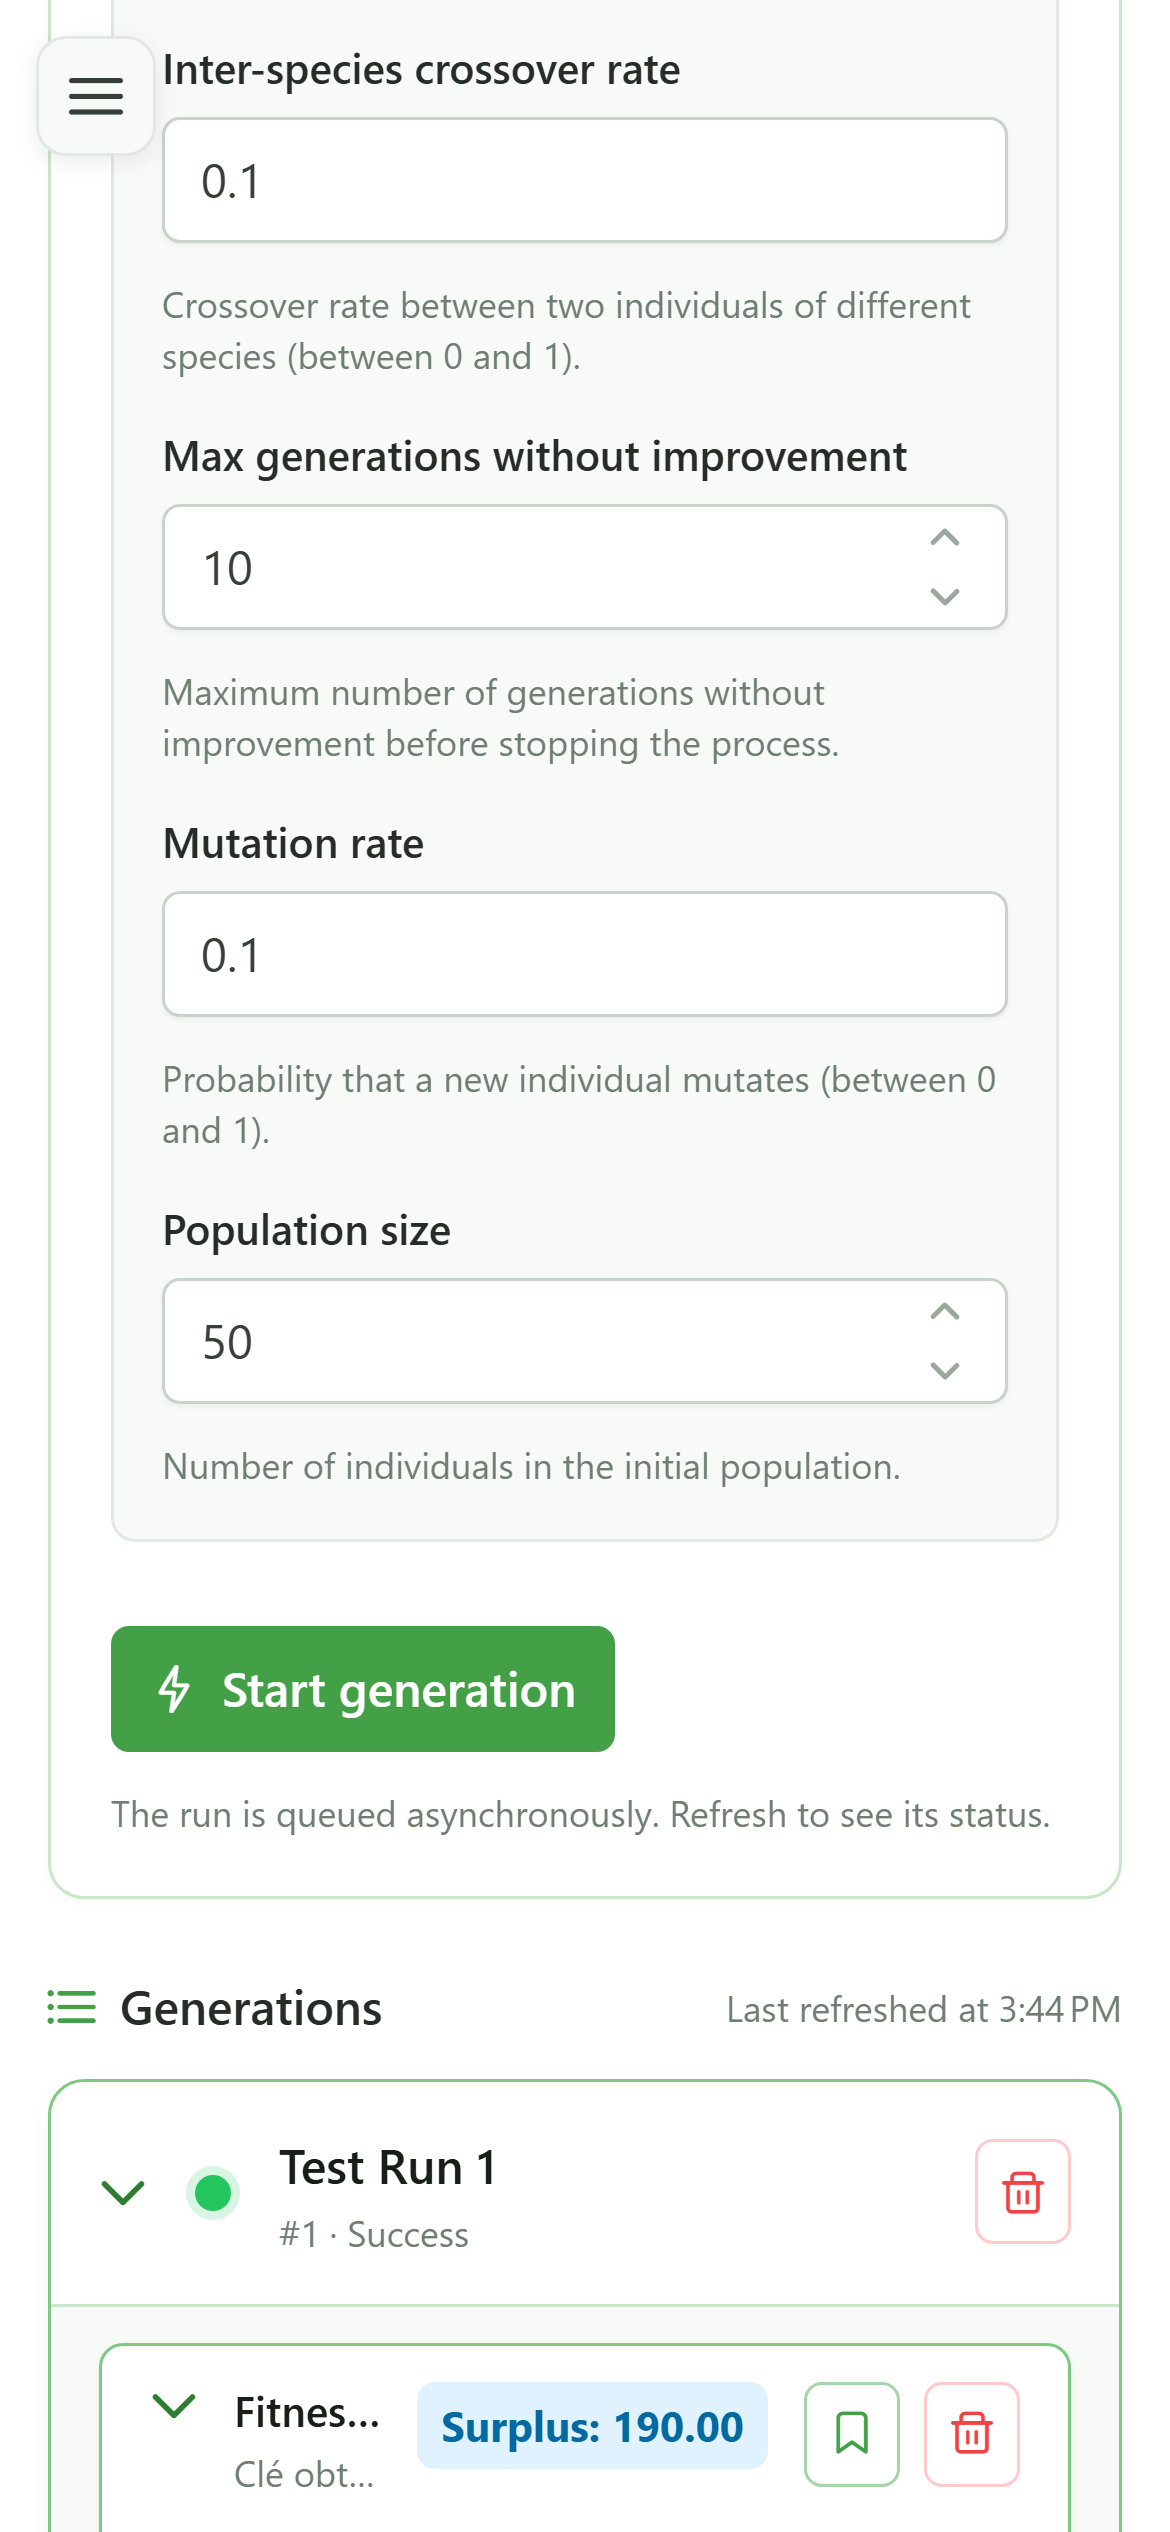 Inter-species crossover rate
0.1
Crossover rate between two individuals of different
species (between 0 and 1).
Max generations without improvement
10
Maximum number of generations without
improvement before stopping the process.
Mutation rate
0.1
Probability that a new individual mutates (between 0
and 1).
Population size
50
Number of individuals in the initial population.
Start generation
The run is queued asynchronously. Refresh to see its status.
Generations
Last refreshed at 3:44 PM
Test Run 1
#1 · Success
Fitnes...
Surplus: 190.00
Clé obt...